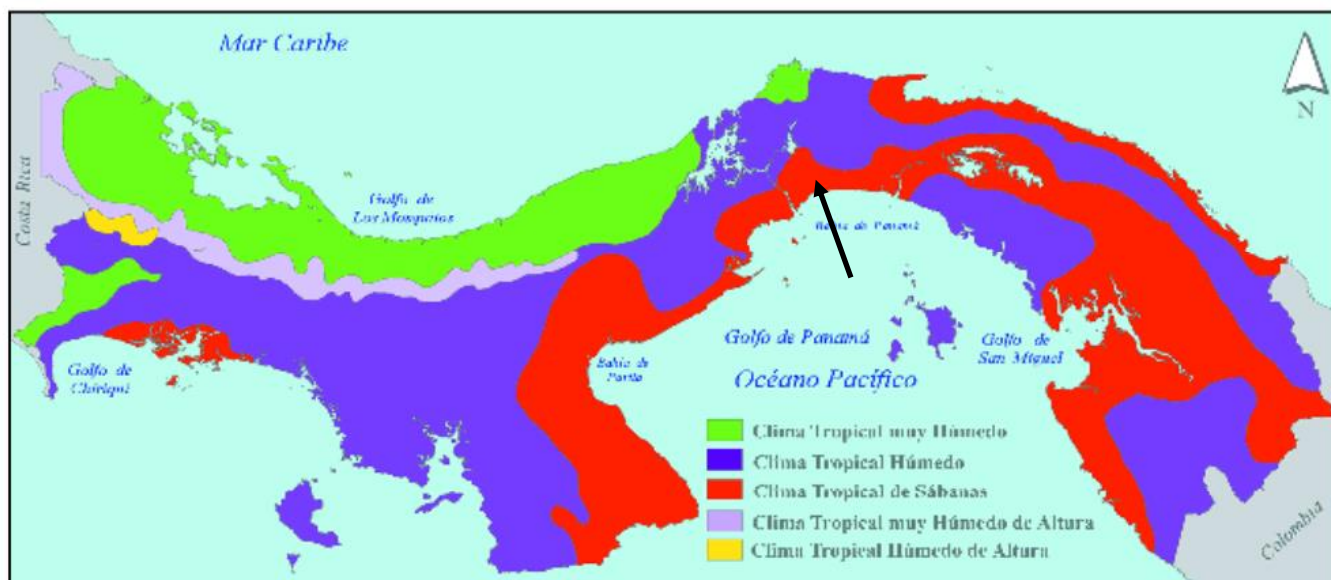 Mar Caribe
N
Costa Rica
Golfo de
Los Mosquitos
Bahía de Panamá
Golfo de
Chiriquí
Bahía de
Parita
Golfo de Panamá
Golfo de
San Miguel
Océano Pacífico
Clima Tropical muy Húmedo
Clima Tropical Húmedo
Clima Tropical de Sábanas
Clima Tropical muy Húmedo de Altura
Clima Tropical Húmedo de Altura
Colombia